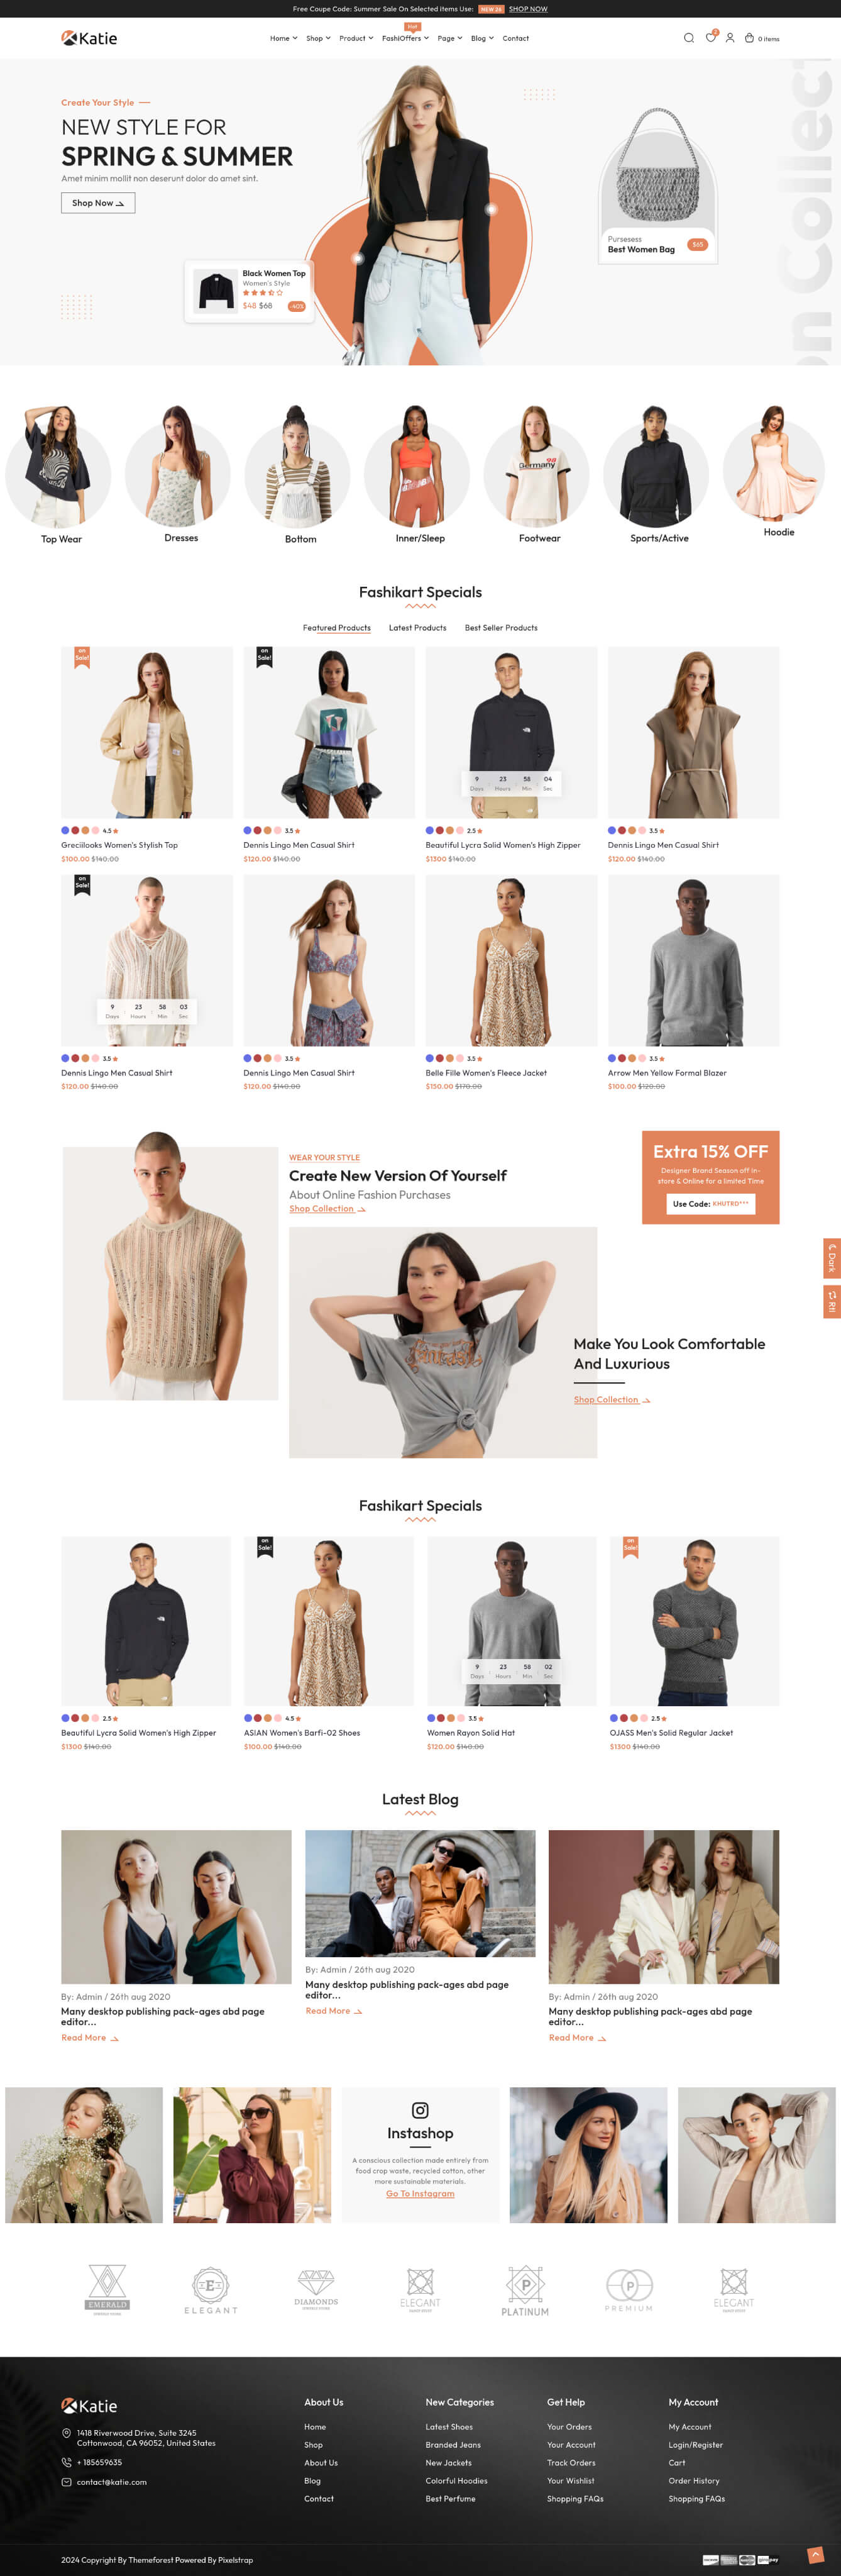 Free Coupe Code: Summer Sale On Selected items Use: NEW 26 SHOP NOW
Katie
Hot
Home Shop Product FashiOffers Page Blog Contact
0 items
Create Your Style
NEW STYLE FOR
SPRING & SUMMER
Amet minim mollit non deserunt dolor do amet sint.
Shop Now
Pursesess
Best Women Bag
$65
Black Women Top
Women's Style
$48 $68 -40%
Top Wear
Dresses
Bottom
Inner/Sleep
Footwear
Sports/Active
Hoodie
Fashikart Specials
Featured Products Latest Products Best Seller Products
on Sale!
on Sale!
9 23 58 04
Days Hours Min Sec
4.5
3.5
2.5
3.5
Greciilooks Women's Stylish Top
Dennis Lingo Men Casual Shirt
Beautiful Lycra Solid Women's High Zipper
Dennis Lingo Men Casual Shirt
$100.00 $140.00
$120.00 $140.00
$1300 $140.00
$120.00 $140.00
on Sale!
9 23 58 03
Days Hours Min Sec
3.5
3.5
3.5
3.5
Dennis Lingo Men Casual Shirt
Dennis Lingo Men Casual Shirt
Belle Fille Women's Fleece Jacket
Arrow Men Yellow Formal Blazer
$120.00 $140.00
$120.00 $140.00
$150.00 $170.00
$100.00 $120.00
WEAR YOUR STYLE
Create New Version Of Yourself
About Online Fashion Purchases
Shop Collection
Extra 15% OFF
Designer Brand Season off In-
store & Online for a limited Time
Use Code: KHUTRD***
Dark
Rtl
Make You Look Comfortable
And Luxurious
Shop Collection
Fashikart Specials
on Sale!
on Sale!
9 23 58 02
Days Hours Min Sec
2.5
4.5
3.5
2.5
Beautiful Lycra Solid Women's High Zipper
ASIAN Women's Barfi-02 Shoes
Women Rayon Solid Hat
OJASS Men's Solid Regular Jacket
$1300 $140.00
$100.00 $140.00
$120.00 $140.00
$1300 $140.00
Latest Blog
By: Admin / 26th aug 2020
Many desktop publishing pack-ages abd page
editor...
Read More
By: Admin / 26th aug 2020
Many desktop publishing pack-ages abd page
editor...
Read More
By: Admin / 26th aug 2020
Many desktop publishing pack-ages abd page
editor...
Read More
Instashop
A conscious collection made entirely from
food crop waste, recycled cotton, other
more sustainable materials.
Go To Instagram
EMERALD
E
ELEGANT
DIAMONDS
ELEGANT
P
PLATINUM
P
PREMIUM
ELEGANT
Katie
1418 Riverwood Drive, Suite 3245
Cottonwood, CA 96052, United States
+ 185659635
contact@katie.com
About Us
Home
Shop
About Us
Blog
Contact
New Categories
Latest Shoes
Branded Jeans
New Jackets
Colorful Hoodies
Best Perfume
Get Help
Your Orders
Your Account
Track Orders
Your Wishlist
Shopping FAQs
My Account
My Account
Login/Register
Cart
Order History
Shopping FAQs
2024 Copyright By Themeforest Powered By Pixelstrap